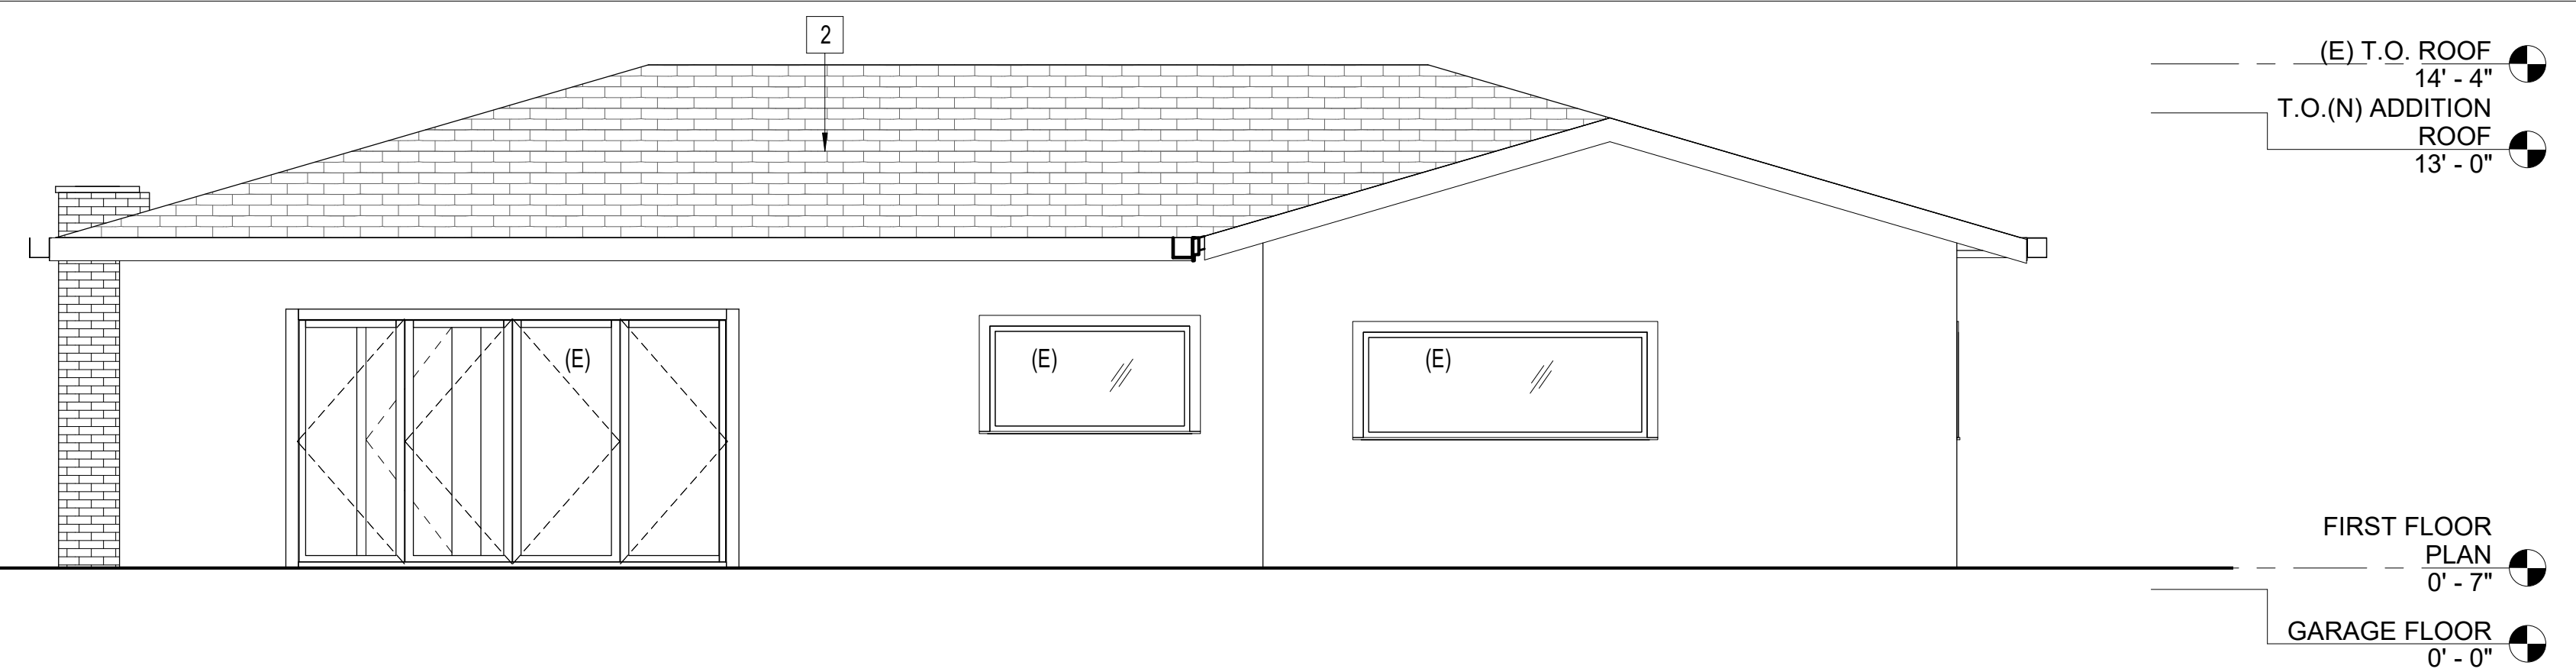 2
(E) T.O. ROOF
14' - 4"
T.O.(N) ADDITION
ROOF
13' - 0"
(E)
(E)
(E)
FIRST FLOOR
PLAN
0' - 7"
GARAGE FLOOR
0' - 0"